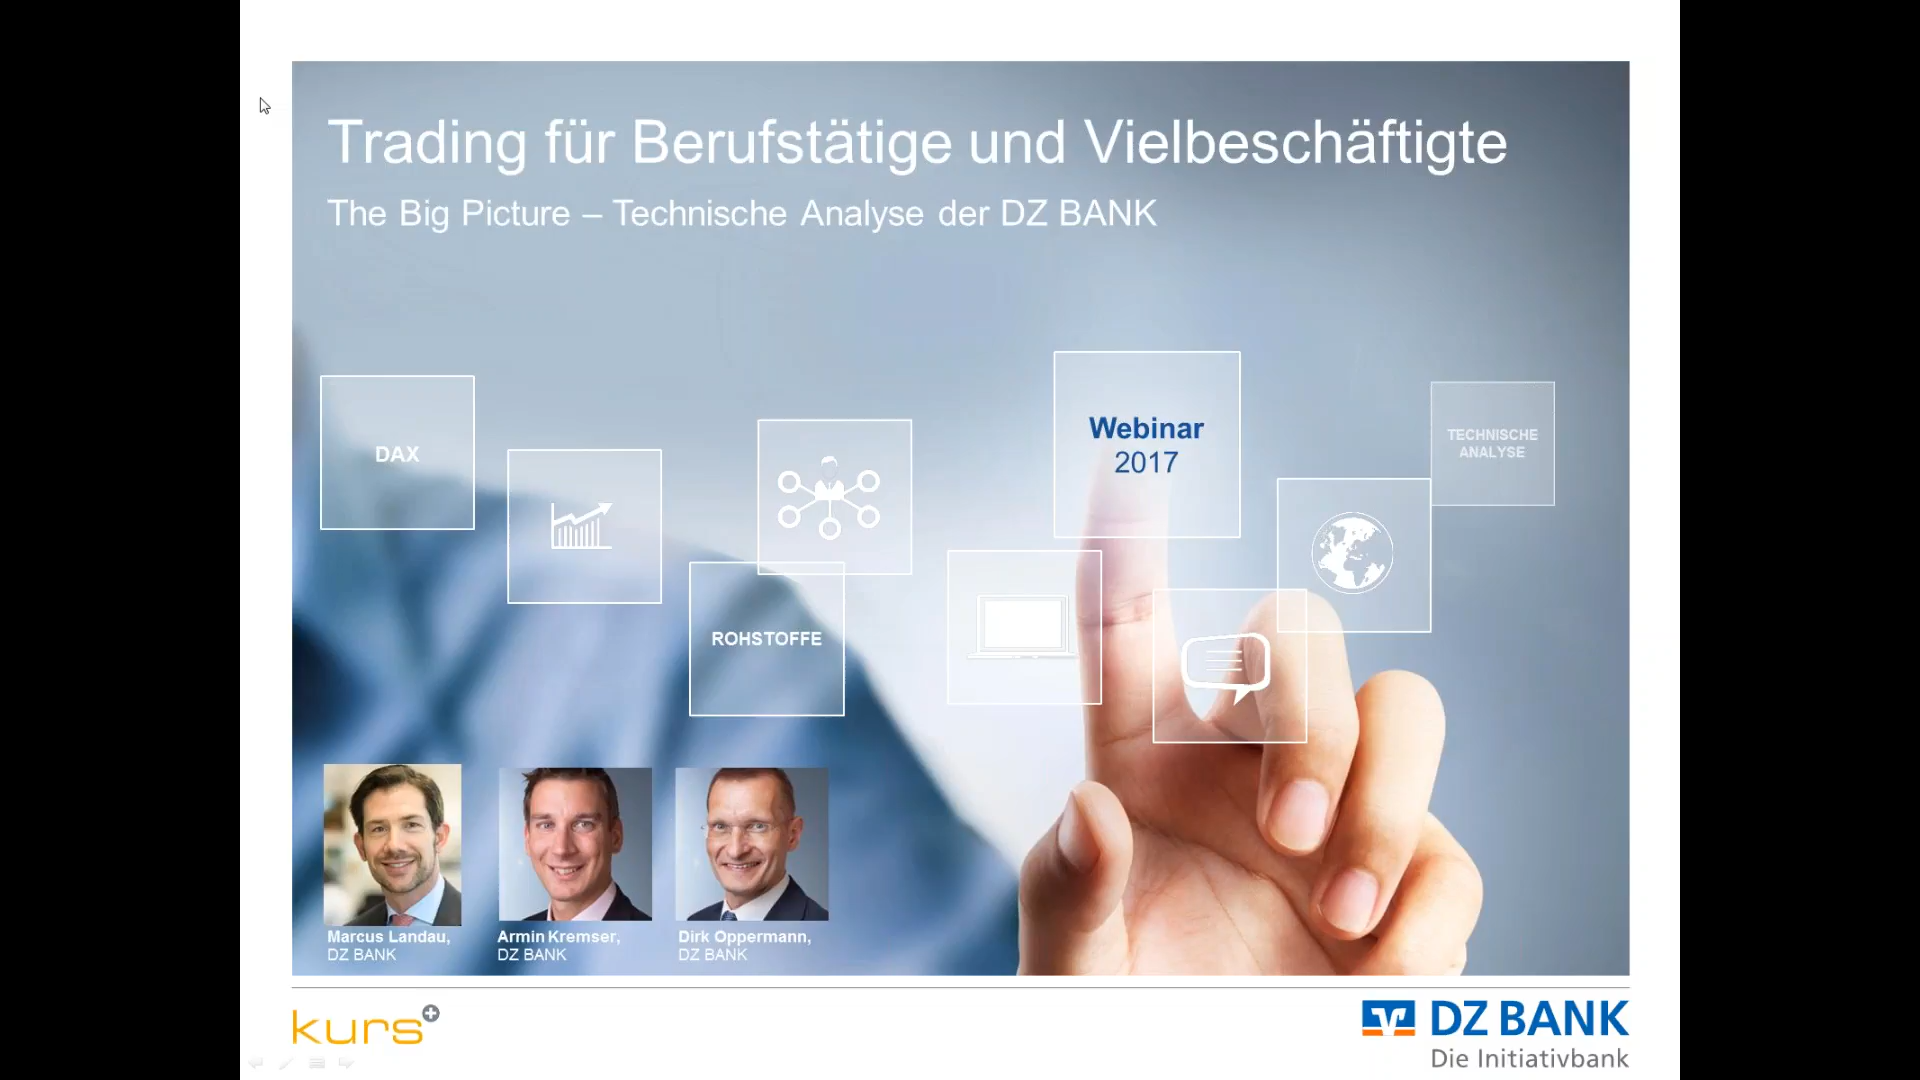 Trading für Berufstätige und Vielbeschäftigte
The Big Picture – Technische Analyse der DZ BANK
DAX
Webinar
2017
TECHNISCHE
ANALYSE
ROHSTOFFE
Marcus Landau,
DZ BANK
Armin Kremser,
DZ BANK
Dirk Oppermann,
DZ BANK
kurs+
DZ BANK
Die Initiativbank